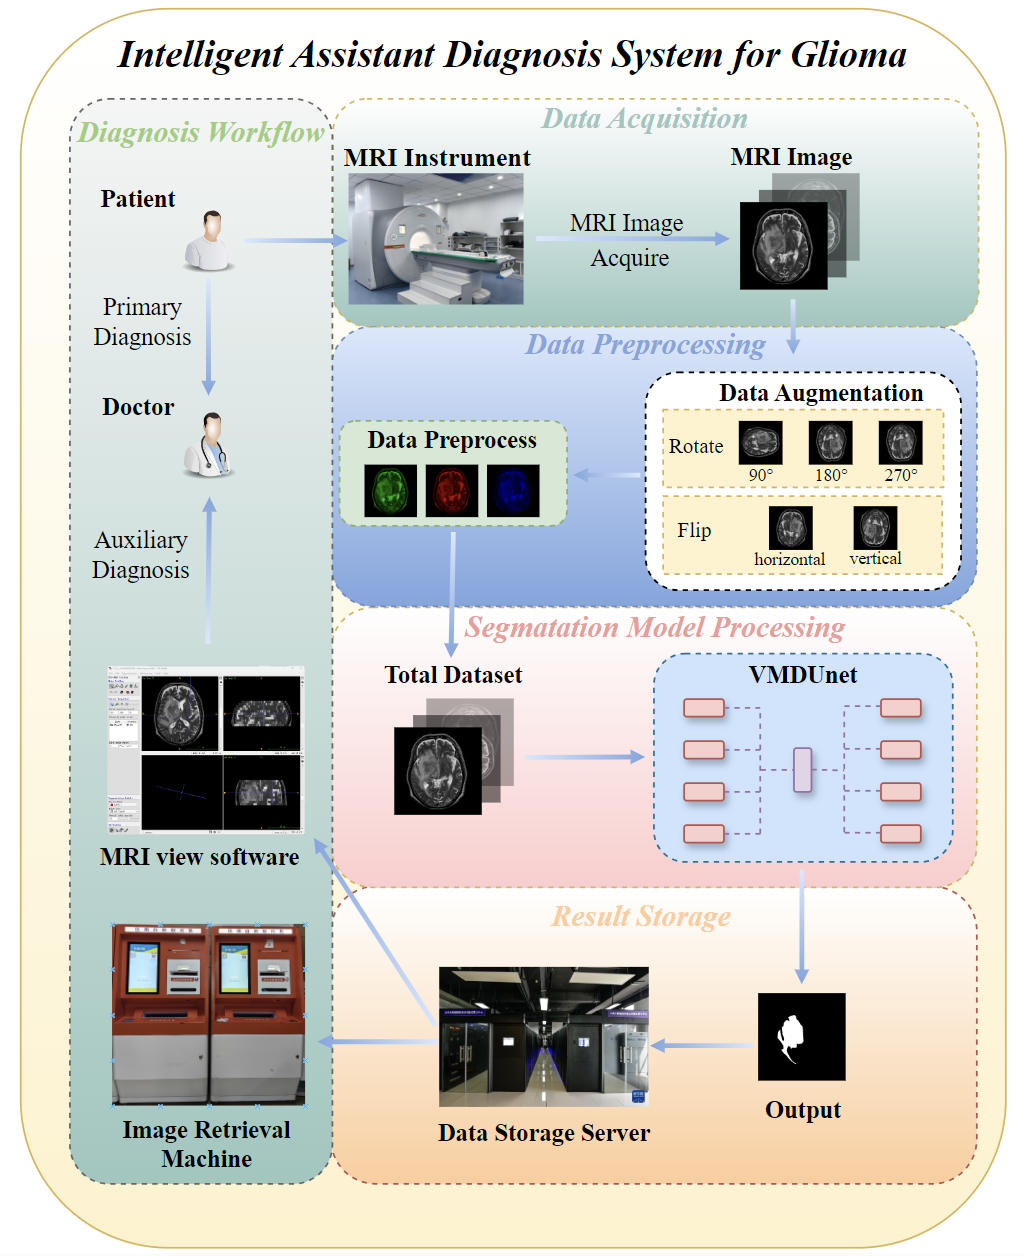 Intelligent Assistant Diagnosis System for Glioma
Diagnosis Workflow
Patient
Primary
Diagnosis
Doctor
Auxiliary
Diagnosis
MRI view software
Image Retrieval
Machine
Data Acquisition
MRI Instrument
MRI Image
Acquire
MRI Image
Data Preprocessing
Data Augmentation
Rotate
90°
180°
270°
Flip
horizontal
vertical
Data Preprocess
Segmatation Model Processing
Total Dataset
VMDUnet
Result Storage
Data Storage Server
Output